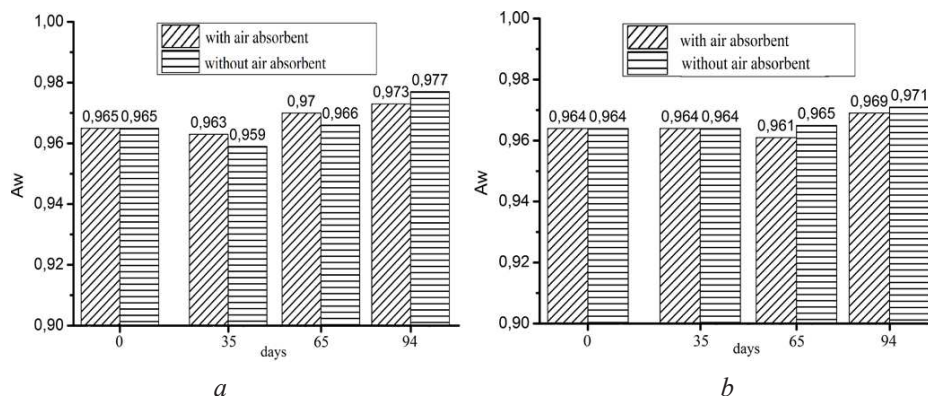 1,00
0,98
0,96
0,94
0,92
0,90
Aw
with air absorbent
without air absorbent
0,965 0,965
0,963 0,959
0,97 0,966
0,973 0,977
0 35 65 94
days
a
1,00
0,98
0,96
0,94
0,92
0,90
Aw
with air absorbent
without air absorbent
0,964 0,964
0,964 0,964
0,961 0,965
0,969 0,971
0 35 65 94
days
b